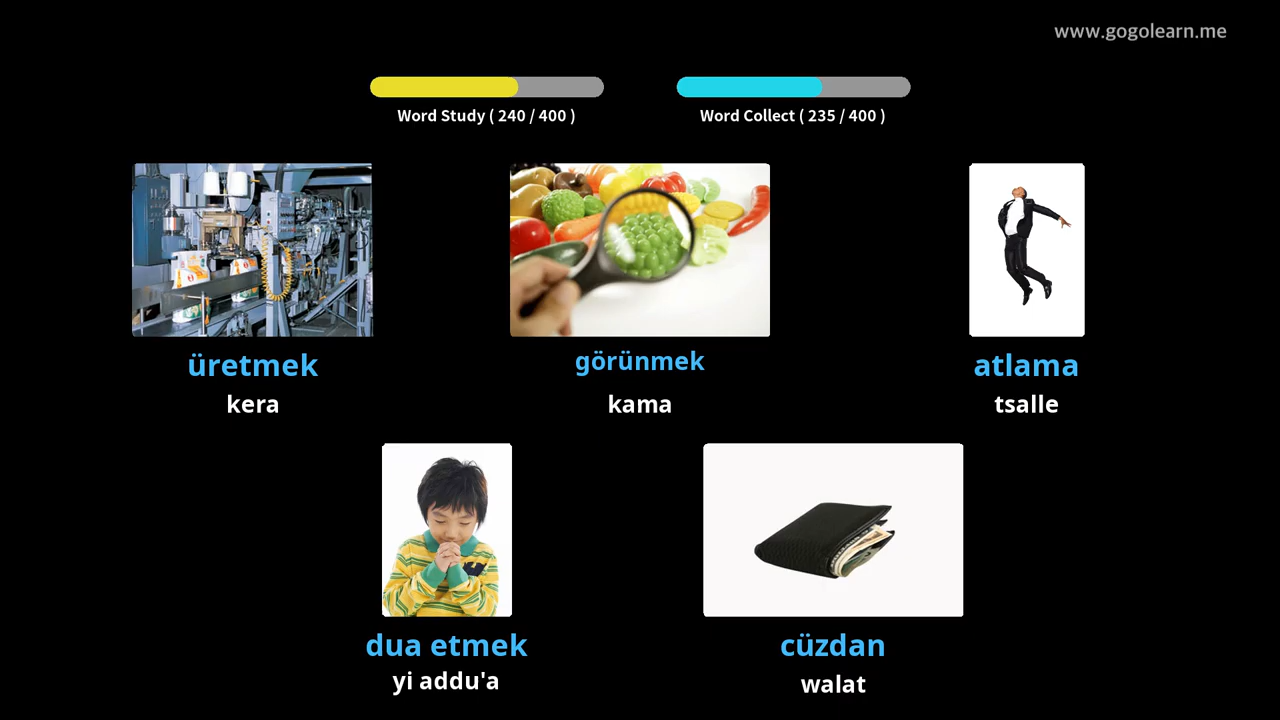 www.gogolearn.me
Word Study ( 240 / 400 )
Word Collect ( 235 / 400 )
üretmek
kera
görünmek
kama
atlama
tsalle
dua etmek
yi addu'a
cüzdan
walat